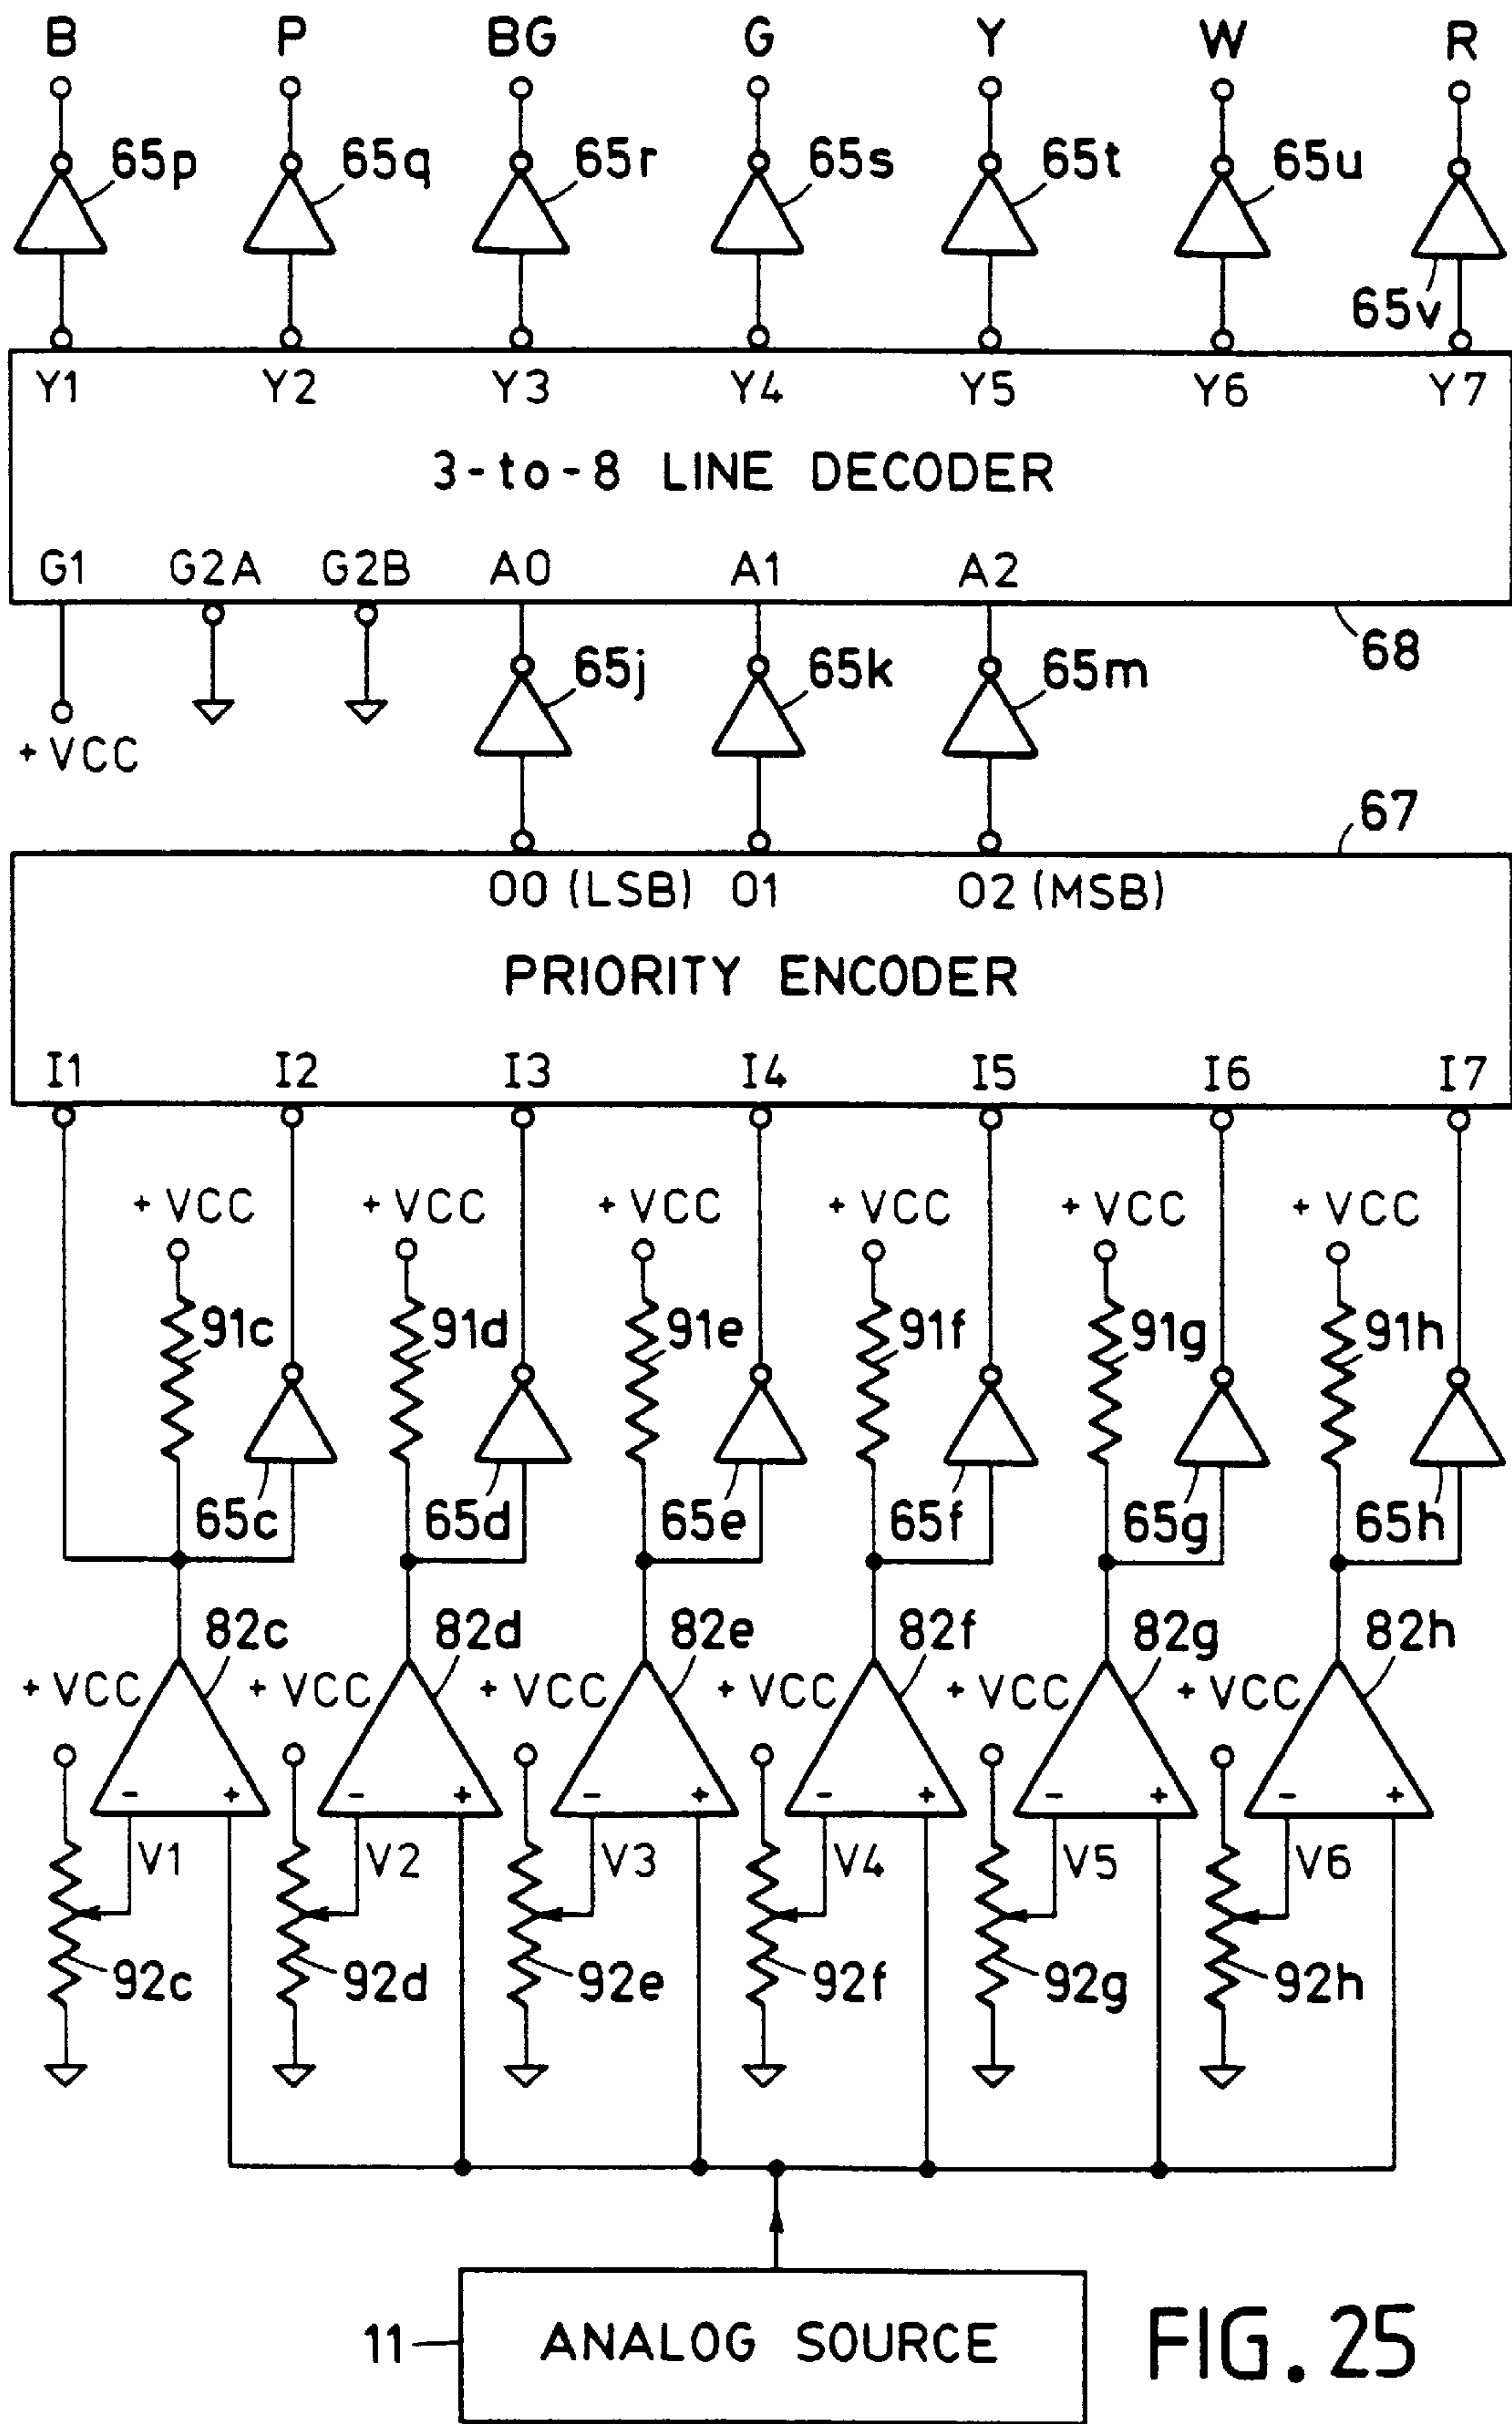 B P BG G Y W R
65p 65q 65r 65s 65t 65u
65v
Y1 Y2 Y3 Y4 Y5 Y6 Y7
3-to-8 LINE DECODER
G1 G2A G2B A0 A1 A2
68
65j 65k 65m
+VCC
67
O0 (LSB) O1 O2 (MSB)
PRIORITY ENCODER
I1 I2 I3 I4 I5 I6 I7
+VCC +VCC +VCC +VCC +VCC +VCC
91c 91d 91e 91f 91g 91h
65c 65d 65e 65f 65g 65h
82c 82d 82e 82f 82g 82h
+VCC +VCC +VCC +VCC +VCC +VCC
- + - + - + - + - + - +
V1 V2 V3 V4 V5 V6
92c 92d 92e 92f 92g 92h
11 ANALOG SOURCE
FIG. 25